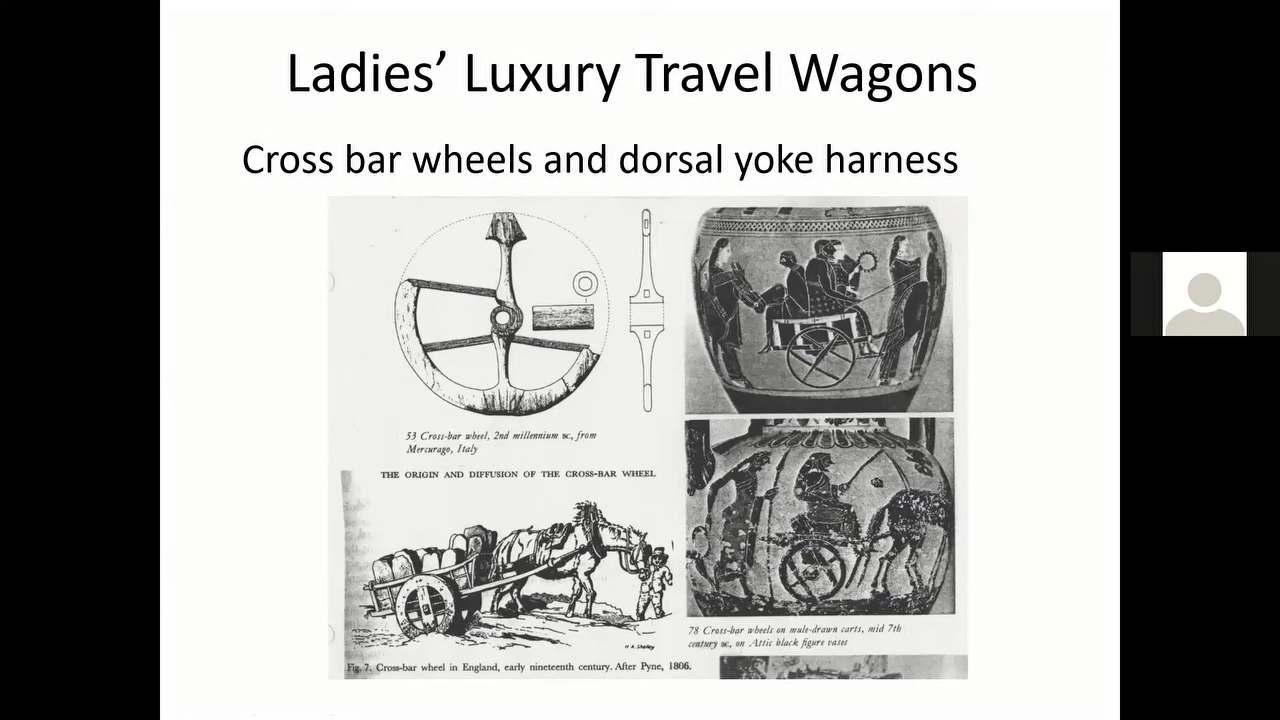 Ladies’ Luxury Travel Wagons
Cross bar wheels and dorsal yoke harness
53 Cross-bar wheel, 2nd millennium BC, from
Mercurago, Italy
THE ORIGIN AND DIFFUSION OF THE CROSS-BAR WHEEL
H A. Shelley
Fig. 7. Cross-bar wheel in England, early nineteenth century. After Pyne, 1806.
78 Cross-bar wheels on mule-drawn carts, mid 7th
century BC, on Attic black figure vases